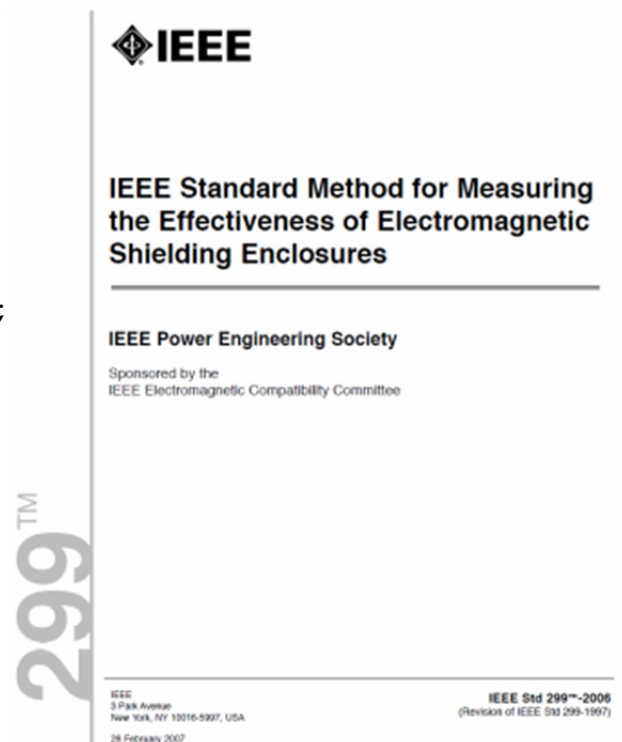 IEEE
IEEE Standard Method for Measuring
the Effectiveness of Electromagnetic
Shielding Enclosures
;
IEEE Power Engineering Society
Sponsored by the
IEEE Electromagnetic Compatibility Committee
299™
IEEE
3 Park Avenue
New York, NY 10016-5997, USA
28 February 2007
IEEE Std 299™-2006
(Revision of IEEE Std 299-1997)